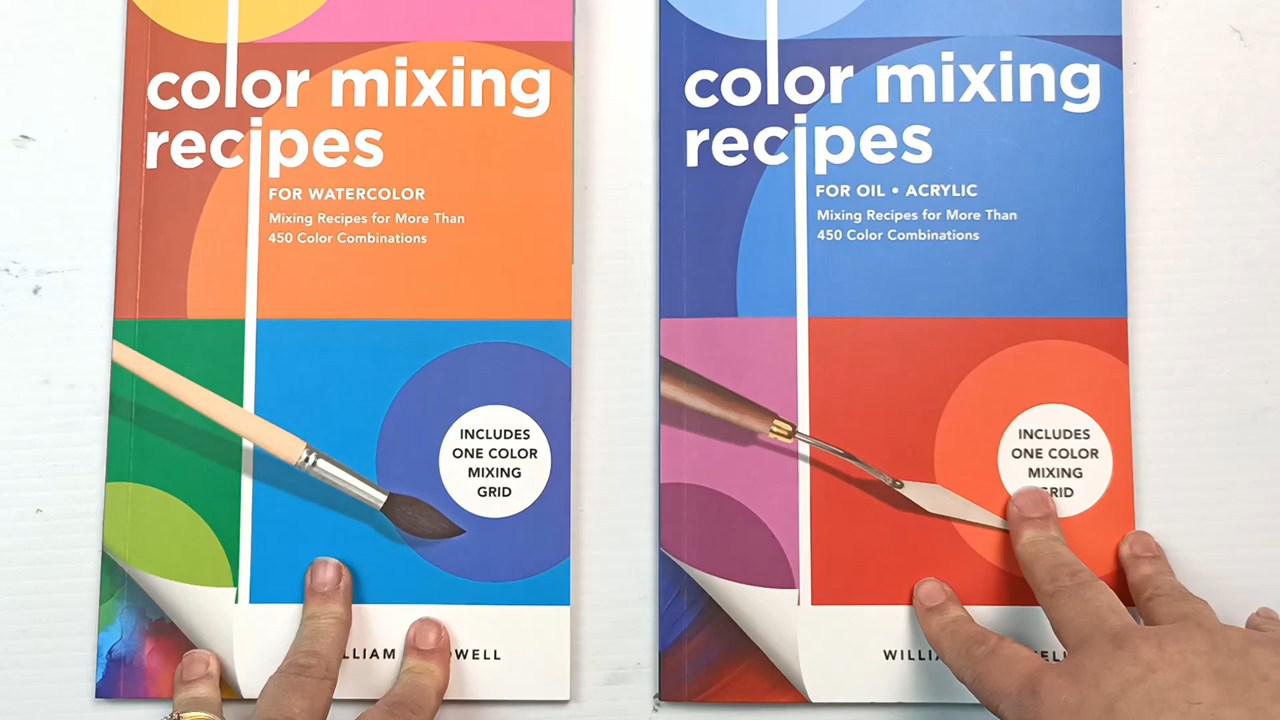 color mixing
recipes
FOR WATERCOLOR
Mixing Recipes for More Than
450 Color Combinations
INCLUDES
ONE COLOR
MIXING
GRID
color mixing
recipes
FOR OIL • ACRYLIC
Mixing Recipes for More Than
450 Color Combinations
INCLUDES
ONE COLOR
MIXING